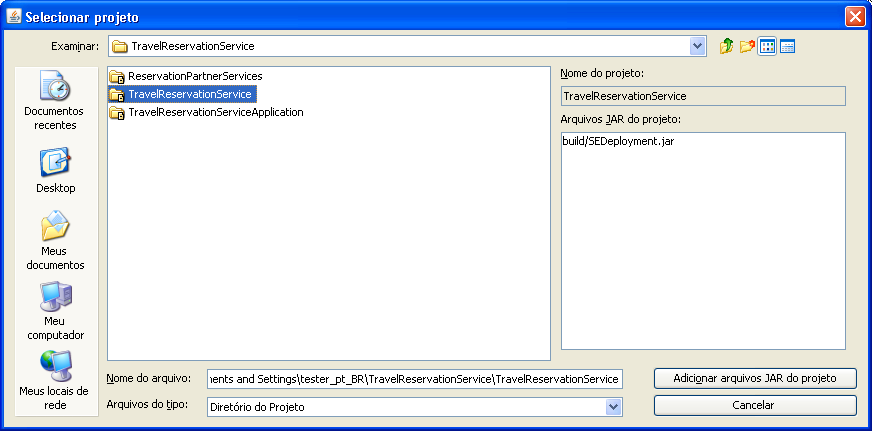 Selecionar projeto
Examinar:
TravelReservationService
Documentos
recentes
Desktop
Meus
documentos
Meu
computador
Meus locais de
rede
ReservationPartnerServices
TravelReservationService
TravelReservationServiceApplication
Nome do projeto:
TravelReservationService
Arquivos JAR do projeto:
build/SEDeployment.jar
Nome do arquivo:
ments and Settings\tester_pt_BR\TravelReservationService\TravelReservationService
Arquivos do tipo:
Diretório do Projeto
Adicionar arquivos JAR do projeto
Cancelar